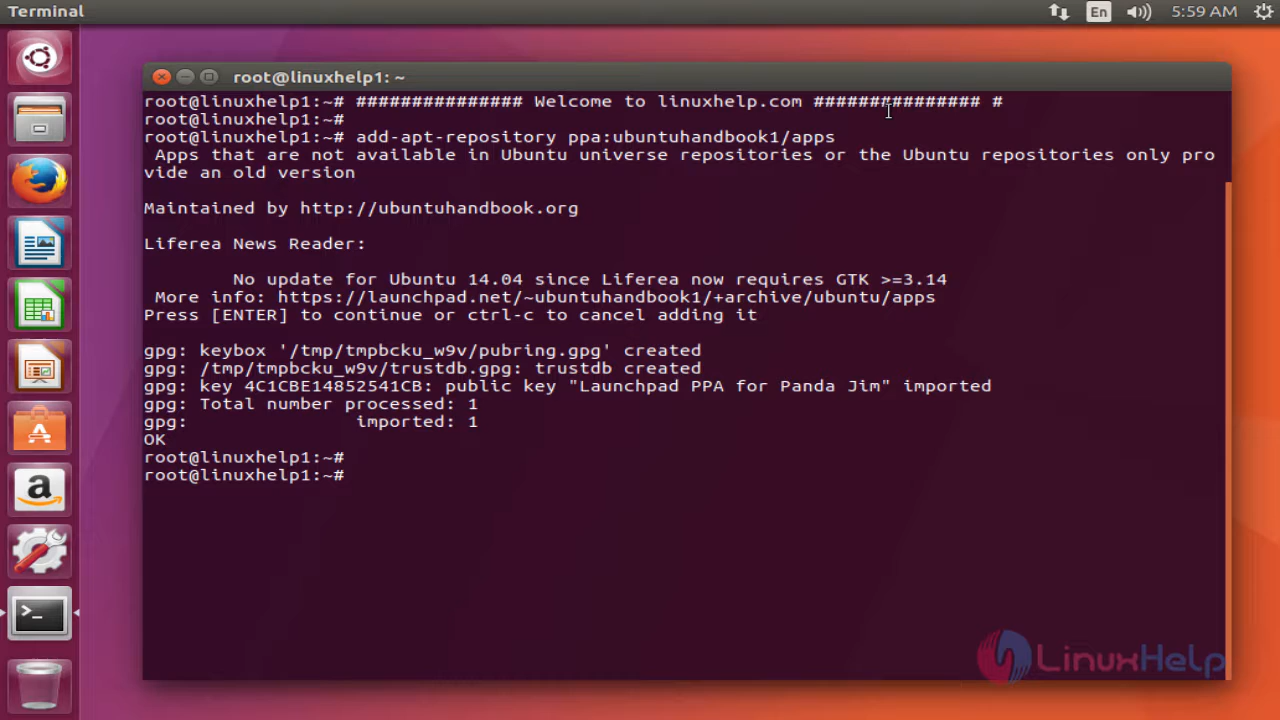 Terminal
En
5:59 AM
root@linuxhelp1: ~
root@linuxhelp1:~# ############### Welcome to linuxhelp.com ############### #
root@linuxhelp1:~#
root@linuxhelp1:~# add-apt-repository ppa:ubuntuhandbook1/apps
 Apps that are not available in Ubuntu universe repositories or the Ubuntu repositories only pro
vide an old version
Maintained by http://ubuntuhandbook.org
Liferea News Reader:
        No update for Ubuntu 14.04 since Liferea now requires GTK >=3.14
 More info: https://launchpad.net/~ubuntuhandbook1/+archive/ubuntu/apps
Press [ENTER] to continue or ctrl-c to cancel adding it
gpg: keybox '/tmp/tmpbcku_w9v/pubring.gpg' created
gpg: /tmp/tmpbcku_w9v/trustdb.gpg: trustdb created
gpg: key 4C1CBE14852541CB: public key "Launchpad PPA for Panda Jim" imported
gpg: Total number processed: 1
gpg:               imported: 1
OK
root@linuxhelp1:~#
root@linuxhelp1:~#
LinuxHelp